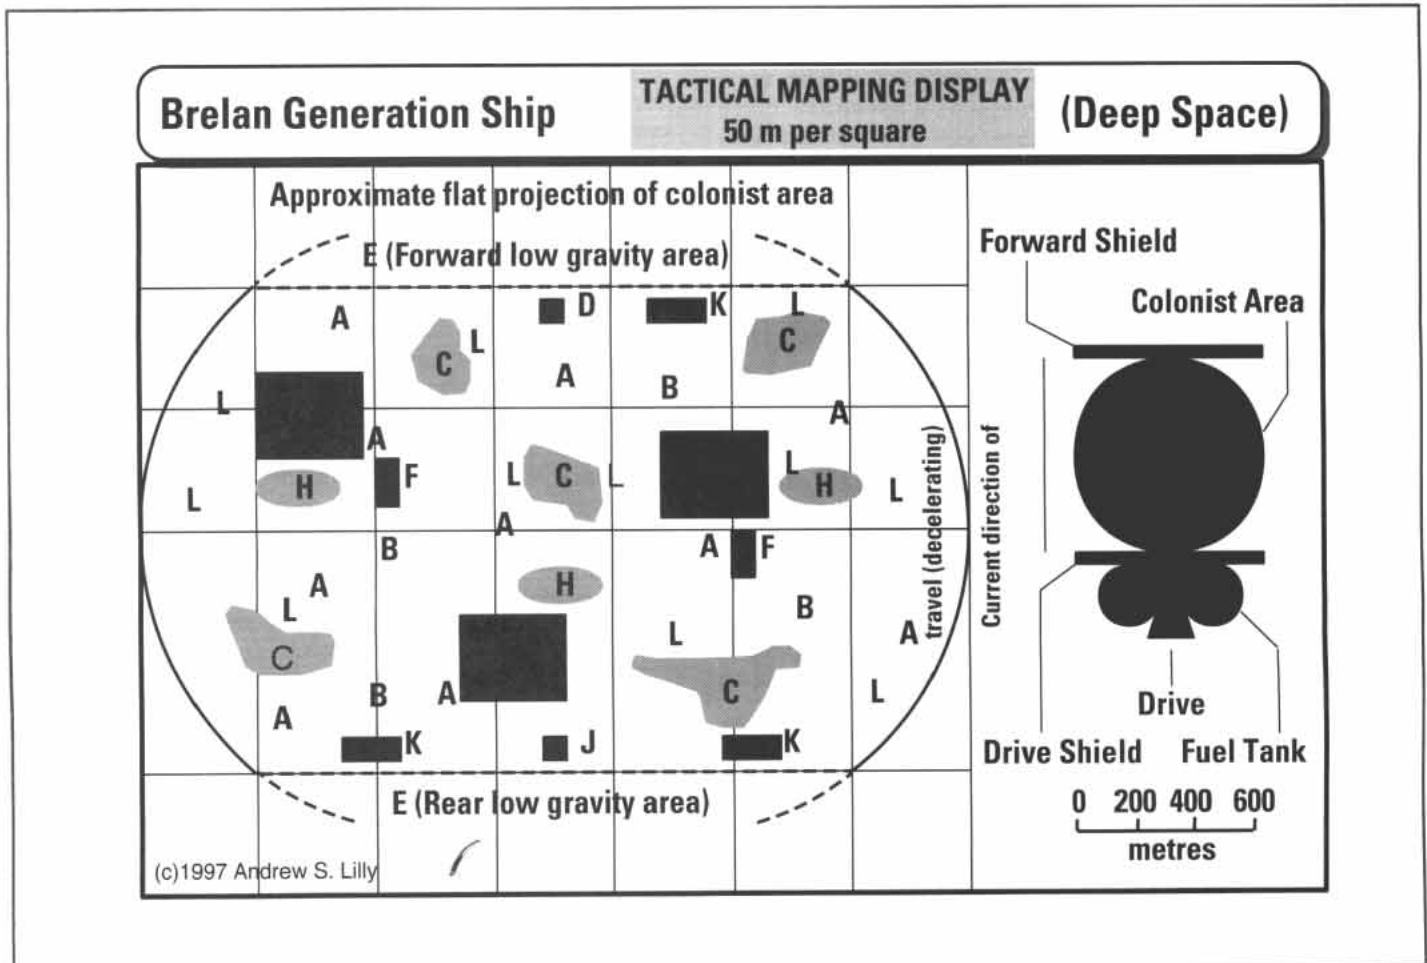 Brelan Generation Ship
TACTICAL MAPPING DISPLAY
50 m per square
(Deep Space)
Approximate flat projection of colonist area
E (Forward low gravity area)
A
D
K
L
C
L
C
A
B
L
A
A
F
L
C
L
L
H
L
H
L
A
B
A
F
A
H
L
B
C
L
A
C
B
A
L
A
K
J
K
E (Rear low gravity area)
(c)1997 Andrew S. Lilly
Forward Shield
Colonist Area
Current direction of
travel (decelerating)
Drive
Drive Shield
Fuel Tank
0 200 400 600
metres